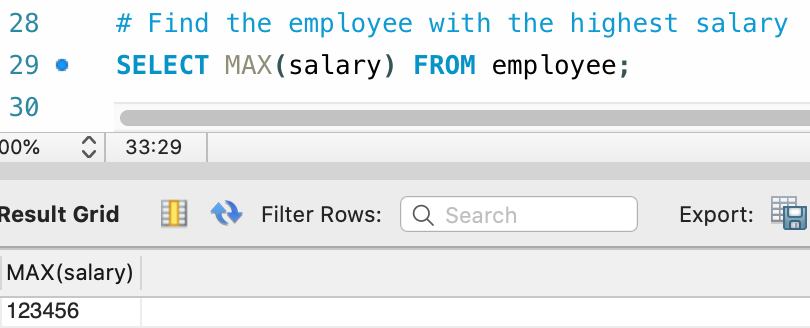 28 # Find the employee with the highest salary
29 SELECT MAX(salary) FROM employee;
30
00% 33:29
Result Grid Filter Rows: Search Export:
MAX(salary)
123456